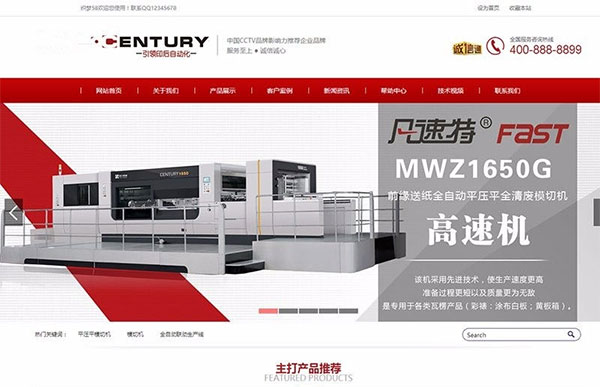 织梦58欢迎您使用！联系QQ12345678
设为首页 收藏本站
CENTURY
引领印后自动化
中国CCTV品牌影响力推荐企业品牌
服务至上 ● 诚信诚心
诚信通
全国服务咨询热线
400-888-8899
网站首页 关于我们 产品展示 客户案例 新闻资讯 帮助中心 技术视频 联系我们
凡速特® FAST
MWZ1650G
前缘送纸全自动平压平全清废模切机
高速机
该机采用先进技术，使生产速度更高
准备过程更短以及质量更为无敌
是专用于各类瓦楞产品（彩裱；涂布白板；黄板箱）。
CENTURY 1650
热门关键词： 平压平模切机 模切机 全自动联动生产线
Search
主打产品推荐
FEATURED PRODUCTS